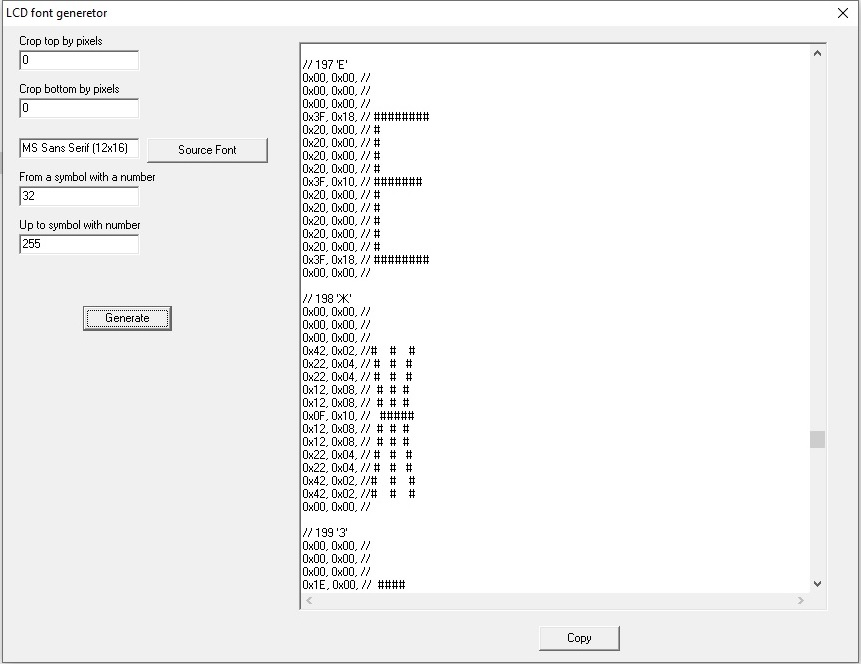 LCD font generetor
Crop top by pixels
0
Crop bottom by pixels
0
MS Sans Serif (12x16)
Source Font
From a symbol with a number
32
Up to symbol with number
255
Generate
// 197 'Е'
0x00, 0x00, //
0x00, 0x00, //
0x00, 0x00, //
0x3F, 0x18, // ########
0x20, 0x00, // #
0x20, 0x00, // #
0x20, 0x00, // #
0x20, 0x00, // #
0x3F, 0x10, // #######
0x20, 0x00, // #
0x20, 0x00, // #
0x20, 0x00, // #
0x20, 0x00, // #
0x20, 0x00, // #
0x3F, 0x18, // ########
0x00, 0x00, //
// 198 'Ж'
0x00, 0x00, //
0x00, 0x00, //
0x00, 0x00, //
0x42, 0x02, //#    #    #
0x22, 0x04, // #   #   #
0x22, 0x04, // #   #   #
0x12, 0x08, //  #  #  #
0x12, 0x08, //  #  #  #
0x0F, 0x10, //   #####
0x12, 0x08, //  #  #  #
0x12, 0x08, //  #  #  #
0x22, 0x04, // #   #   #
0x22, 0x04, // #   #   #
0x42, 0x02, //#    #    #
0x42, 0x02, //#    #    #
0x00, 0x00, //
// 199 'З'
0x00, 0x00, //
0x00, 0x00, //
0x00, 0x00, //
0x1E, 0x00, //  ####
Copy